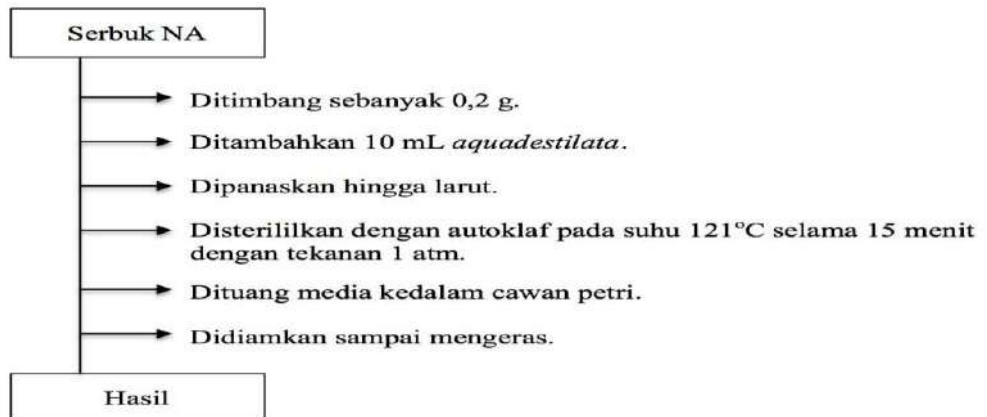 Serbuk NA
Ditimbang sebanyak 0,2 g.
Ditambahkan 10 mL aquadestilata.
Dipanaskan hingga larut.
Disterililkan dengan autoklaf pada suhu 121°C selama 15 menit
dengan tekanan 1 atm.
Dituang media kedalam cawan petri.
Didiamkan sampai mengeras.
Hasil